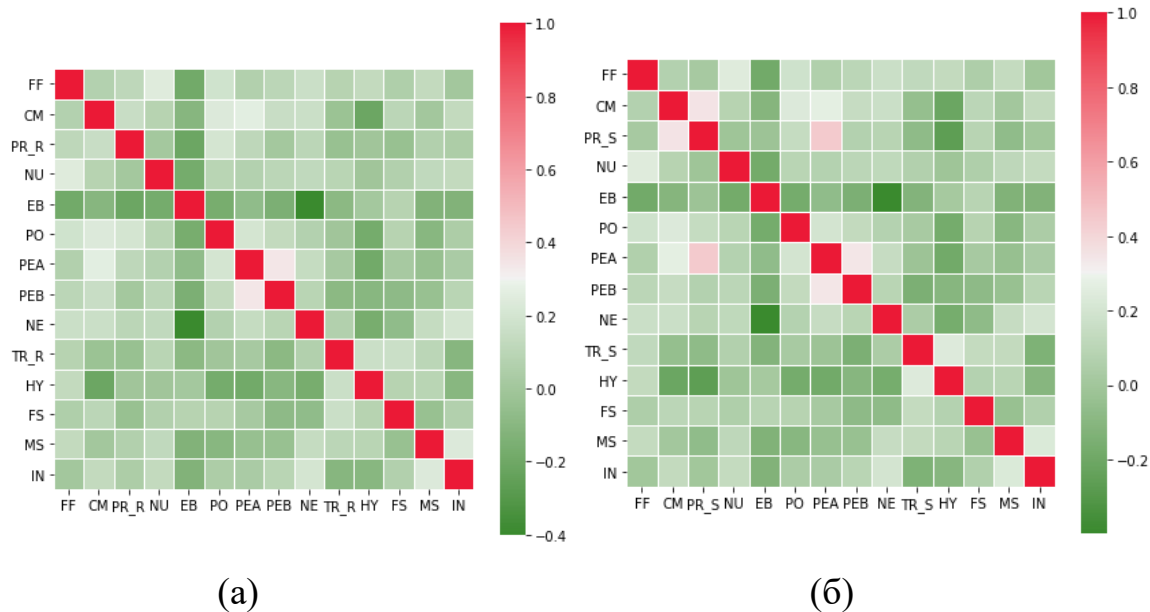 FF
CM
PR_R
NU
EB
PO
PEA
PEB
NE
TR_R
HY
FS
MS
IN
FF CM PR_R NU EB PO PEA PEB NE TR_R HY FS MS IN
1.0
0.8
0.6
0.4
0.2
0.0
−0.2
−0.4
(а)
FF
CM
PR_S
NU
EB
PO
PEA
PEB
NE
TR_S
HY
FS
MS
IN
FF CM PR_S NU EB PO PEA PEB NE TR_S HY FS MS IN
1.0
0.8
0.6
0.4
0.2
0.0
−0.2
(б)